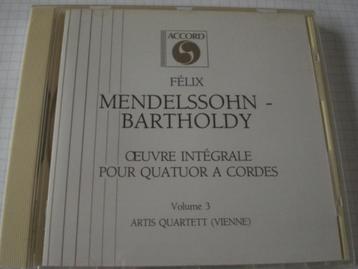 ACCORD
FÉLIX
MENDELSSOHN -
BARTHOLDY
ŒUVRE INTÉGRALE
POUR QUATUOR A CORDES
Volume 3
ARTIS QUARTETT (VIENNE)